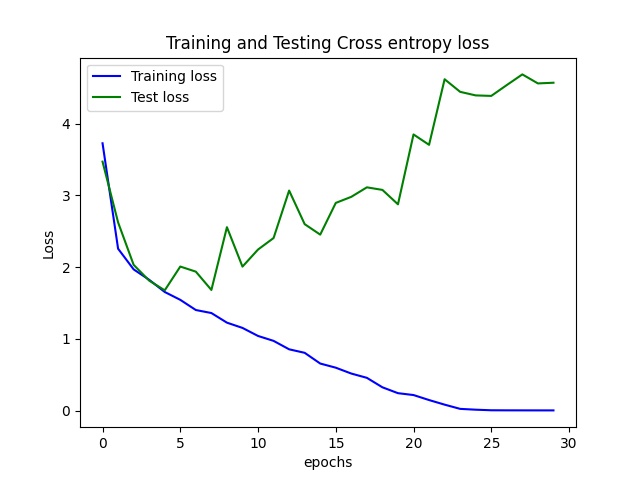 Training and Testing Cross entropy loss
Training loss
Test loss
Loss
4
3
2
1
0
0 5 10 15 20 25 30
epochs